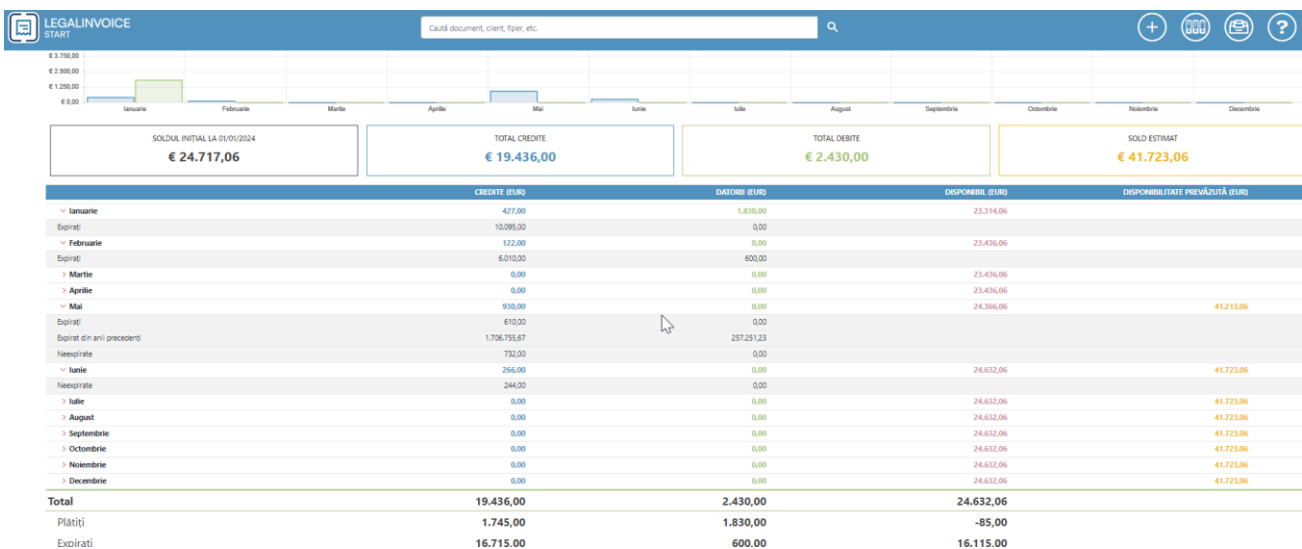 LEGALINVOICE
START
Caută document, client, fișier, etc.
€ 3.750,00
€ 2.500,00
€ 1.250,00
€ 0,00
Ianuarie Februarie Martie Aprilie Mai Iunie Iulie August Septembrie Octombrie Noiembrie Decembrie
SOLDUL INIȚIAL LA 01/01/2024 TOTAL CREDITE TOTAL DEBITE SOLD ESTIMAT
€ 24.717,06 € 19.436,00 € 2.430,00 € 41.723,06
CREDITE (EUR) DATORII (EUR) DISPONIBIL (EUR) DISPONIBILITATE PREVĂZUTĂ (EUR)
Ianuarie 427,00 1.830,00 23.314,06
Expirați 10.095,00 0,00
Februarie 122,00 0,00 23.436,06
Expirați 6.010,00 600,00
Martie 0,00 0,00 23.436,06
Aprilie 0,00 0,00 23.436,06
Mai 930,00 0,00 24.366,06 41.213,06
Expirați 610,00 0,00
Expirat din anii precedenți 1.706.755,67 257.251,23
Neexpirate 732,00 0,00
Iunie 266,00 0,00 24.632,06 41.723,06
Neexpirate 244,00 0,00
Iulie 0,00 0,00 24.632,06 41.723,06
August 0,00 0,00 24.632,06 41.723,06
Septembrie 0,00 0,00 24.632,06 41.723,06
Octombrie 0,00 0,00 24.632,06 41.723,06
Noiembrie 0,00 0,00 24.632,06 41.723,06
Decembrie 0,00 0,00 24.632,06 41.723,06
Total 19.436,00 2.430,00 24.632,06
Plătiți 1.745,00 1.830,00 -85,00
Expirați 16.715,00 600,00 16.115,00